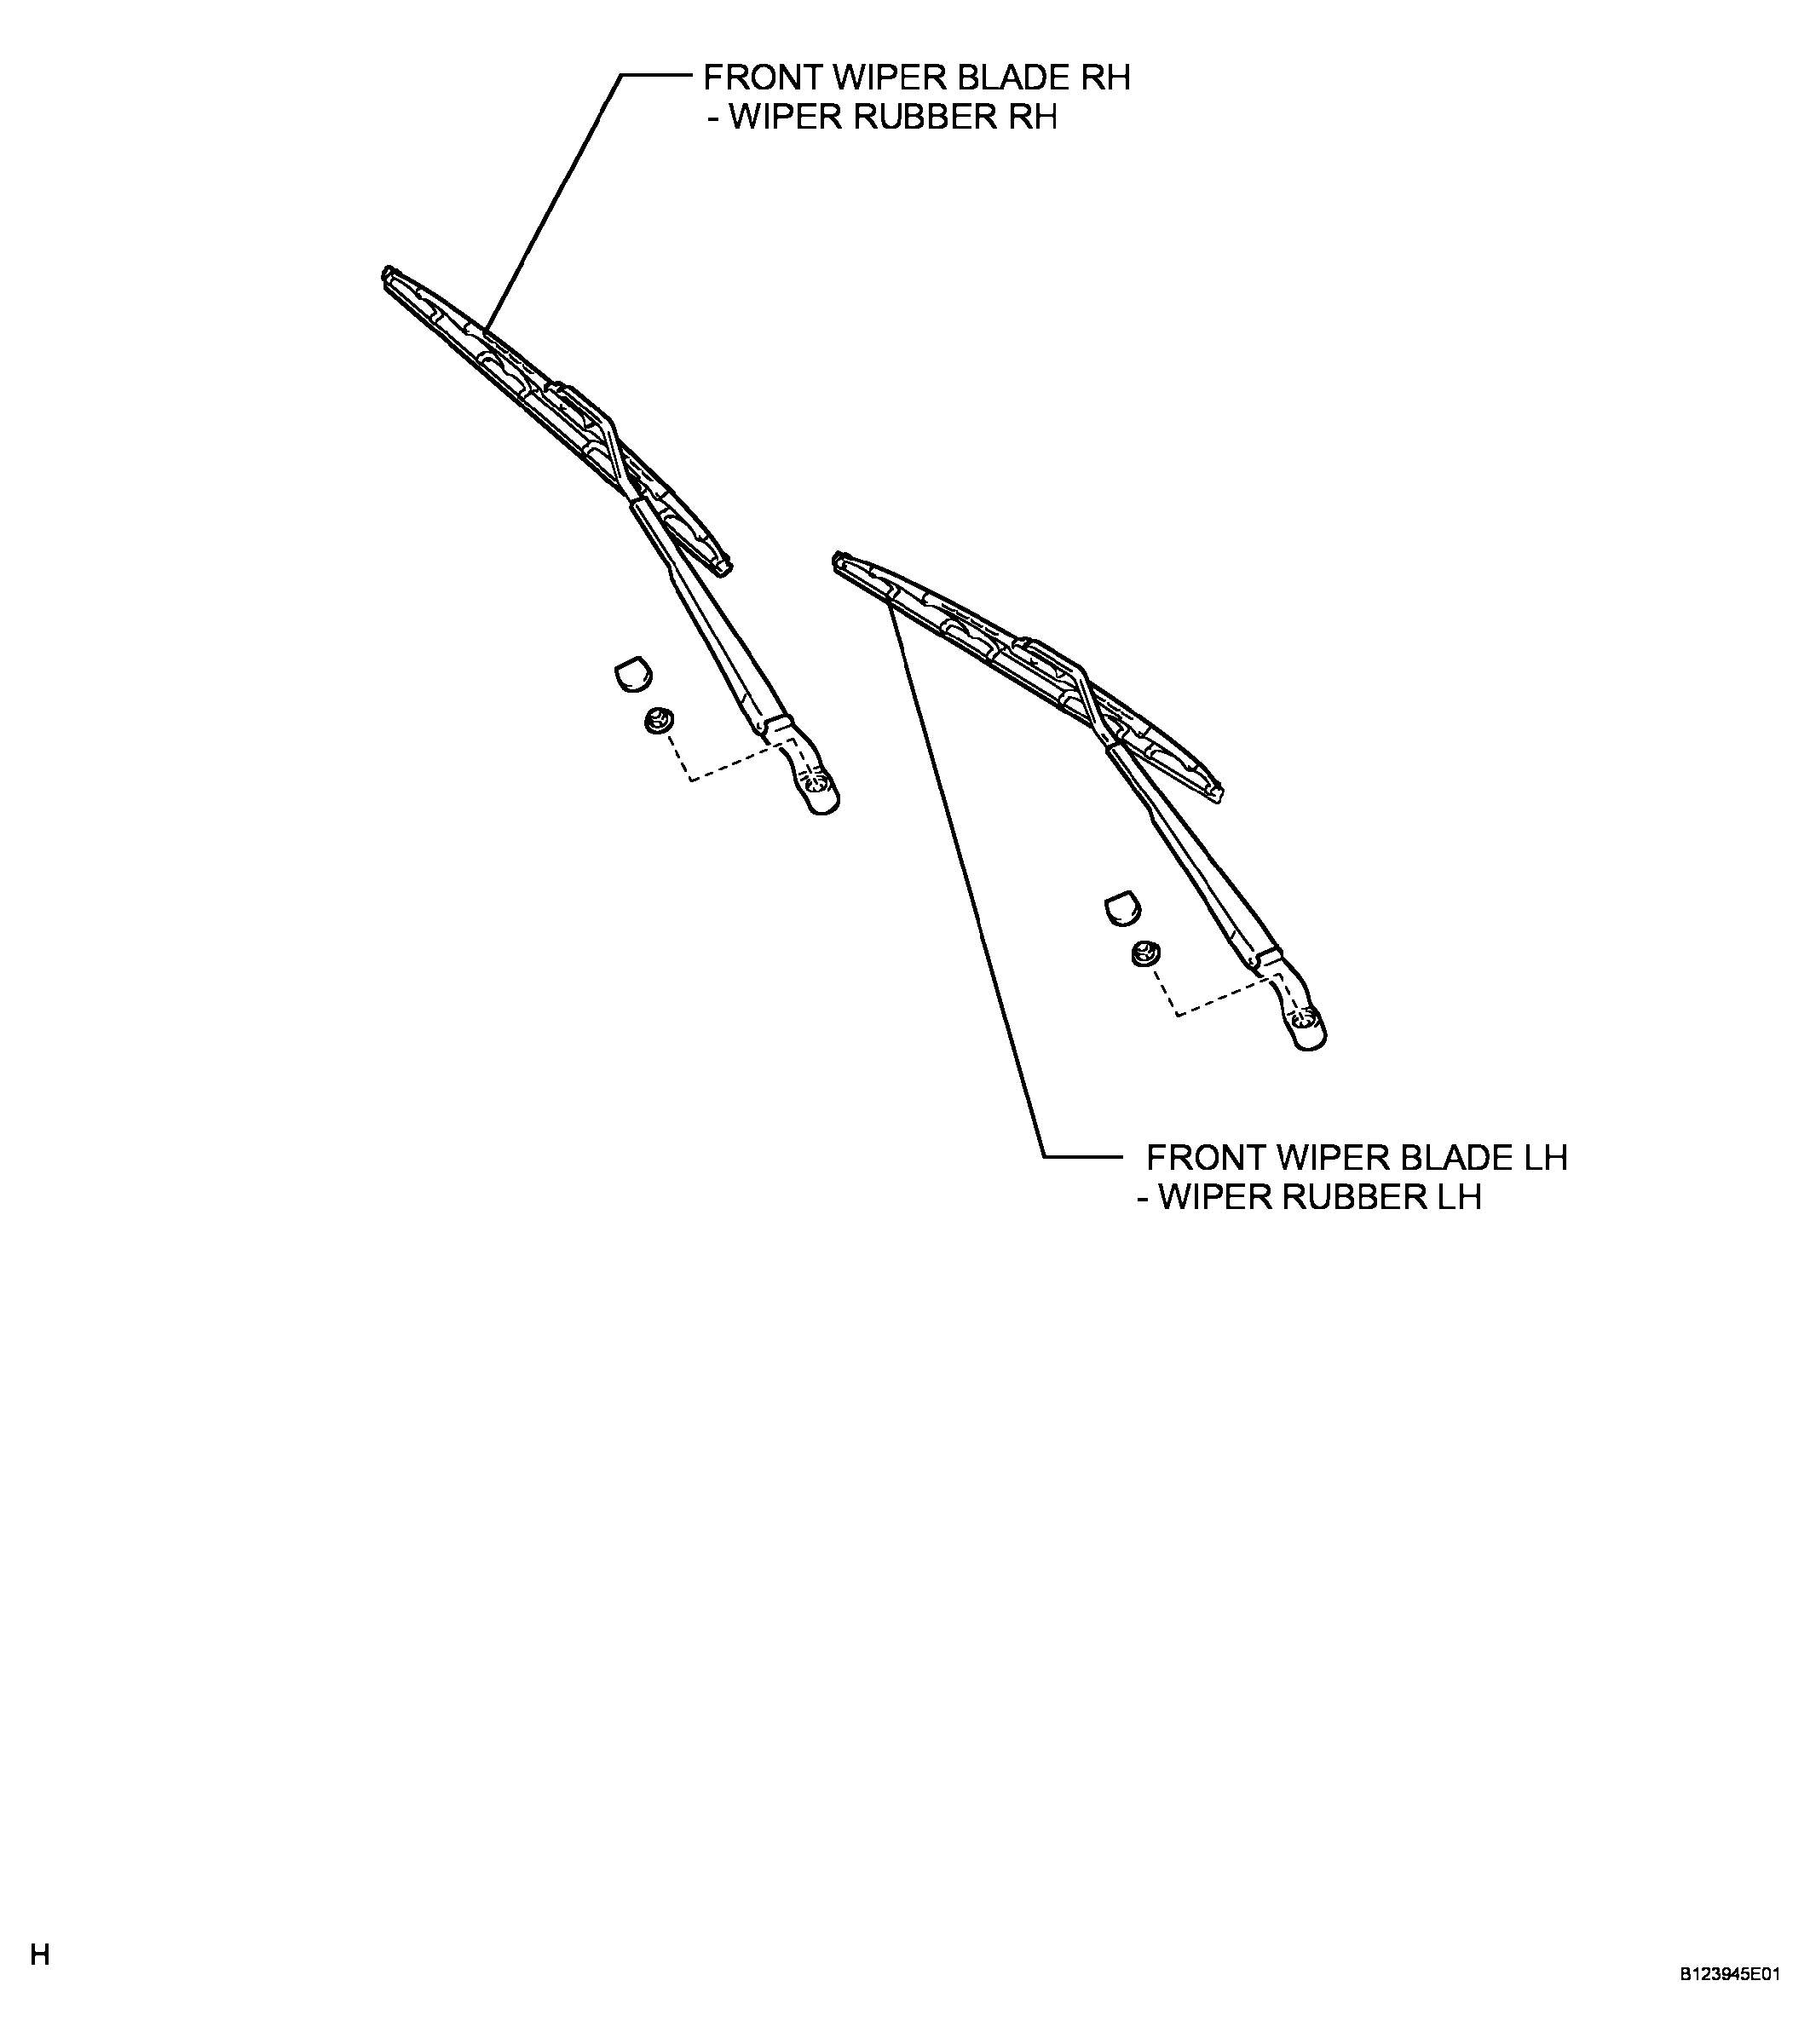 FRONT WIPER BLADE RH
- WIPER RUBBER RH
FRONT WIPER BLADE LH
- WIPER RUBBER LH
H
B123945E01